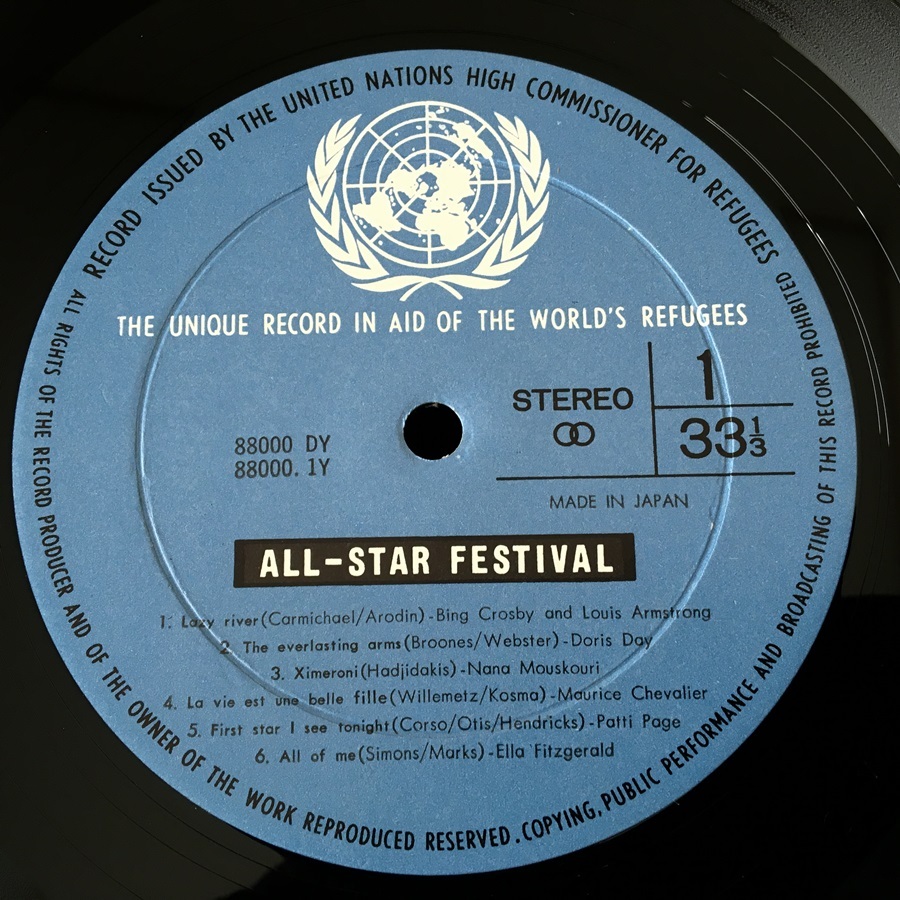 RECORD ISSUED BY THE UNITED NATIONS HIGH COMMISSIONER FOR REFUGEES
THE UNIQUE RECORD IN AID OF THE WORLD'S REFUGEES
STEREO
1
33 1/3
88000 DY
88000. 1Y
MADE IN JAPAN
ALL-STAR FESTIVAL
1. Lazy river (Carmichael/Arodin) - Bing Crosby and Louis Armstrong
2. The everlasting arms (Broones/Webster) - Doris Day
3. Ximeroni (Hadjidakis) - Nana Mouskouri
4. La vie est une belle fille (Willemetz/Kosma) - Maurice Chevalier
5. First star I see tonight (Corso/Otis/Hendricks) - Patti Page
6. All of me (Simons/Marks) - Ella Fitzgerald
ALL RIGHTS OF THE RECORD PRODUCER AND OF THE OWNER OF THE WORK REPRODUCED RESERVED. COPYING, PUBLIC PERFORMANCE AND BROADCASTING OF THIS RECORD PROHIBITED